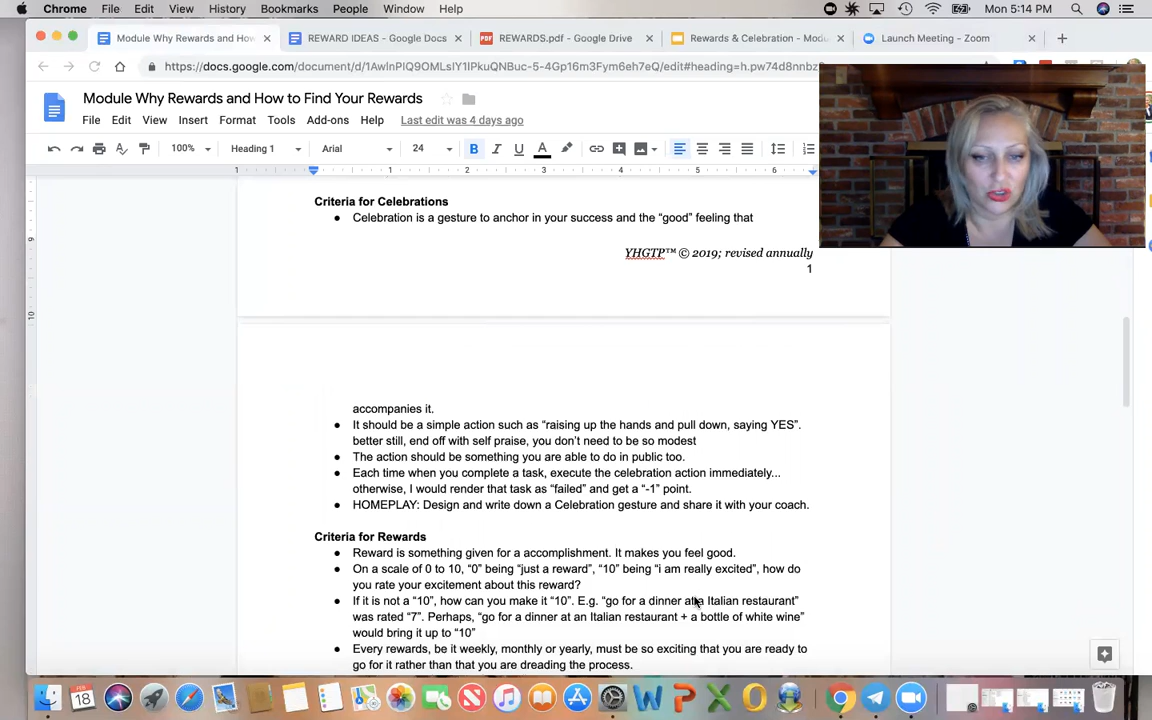 Chrome File Edit View History Bookmarks People Window Help Mon 5:14 PM
Module Why Rewards and How
REWARD IDEAS - Google Docs
REWARDS.pdf - Google Drive
Rewards & Celebration - Modu
Launch Meeting - Zoom
Module Why Rewards and How to Find Your Rewards
File Edit View Insert Format Tools Add-ons Help Last edit was 4 days ago
100% Heading 1 Arial 24 B I U A
1 1 2 3 4 5 6
9
10
Criteria for Celebrations
● Celebration is a gesture to anchor in your success and the “good” feeling that
YHGTP™ © 2019; revised annually
1
accompanies it.
● It should be a simple action such as “raising up the hands and pull down, saying YES”.
better still, end off with self praise, you don’t need to be so modest
● The action should be something you are able to do in public too.
● Each time when you complete a task, execute the celebration action immediately...
otherwise, I would render that task as “failed” and get a “-1” point.
● HOMEPLAY: Design and write down a Celebration gesture and share it with your coach.
Criteria for Rewards
● Reward is something given for a accomplishment. It makes you feel good.
● On a scale of 0 to 10, “0” being “just a reward”, “10” being “i am really excited”, how do
you rate your excitement about this reward?
● If it is not a “10”, how can you make it “10”. E.g. “go for a dinner at a Italian restaurant”
was rated “7”. Perhaps, “go for a dinner at an Italian restaurant + a bottle of white wine”
would bring it up to “10”
● Every rewards, be it weekly, monthly or yearly, must be so exciting that you are ready to
go for it rather than that you are dreading the process.
18